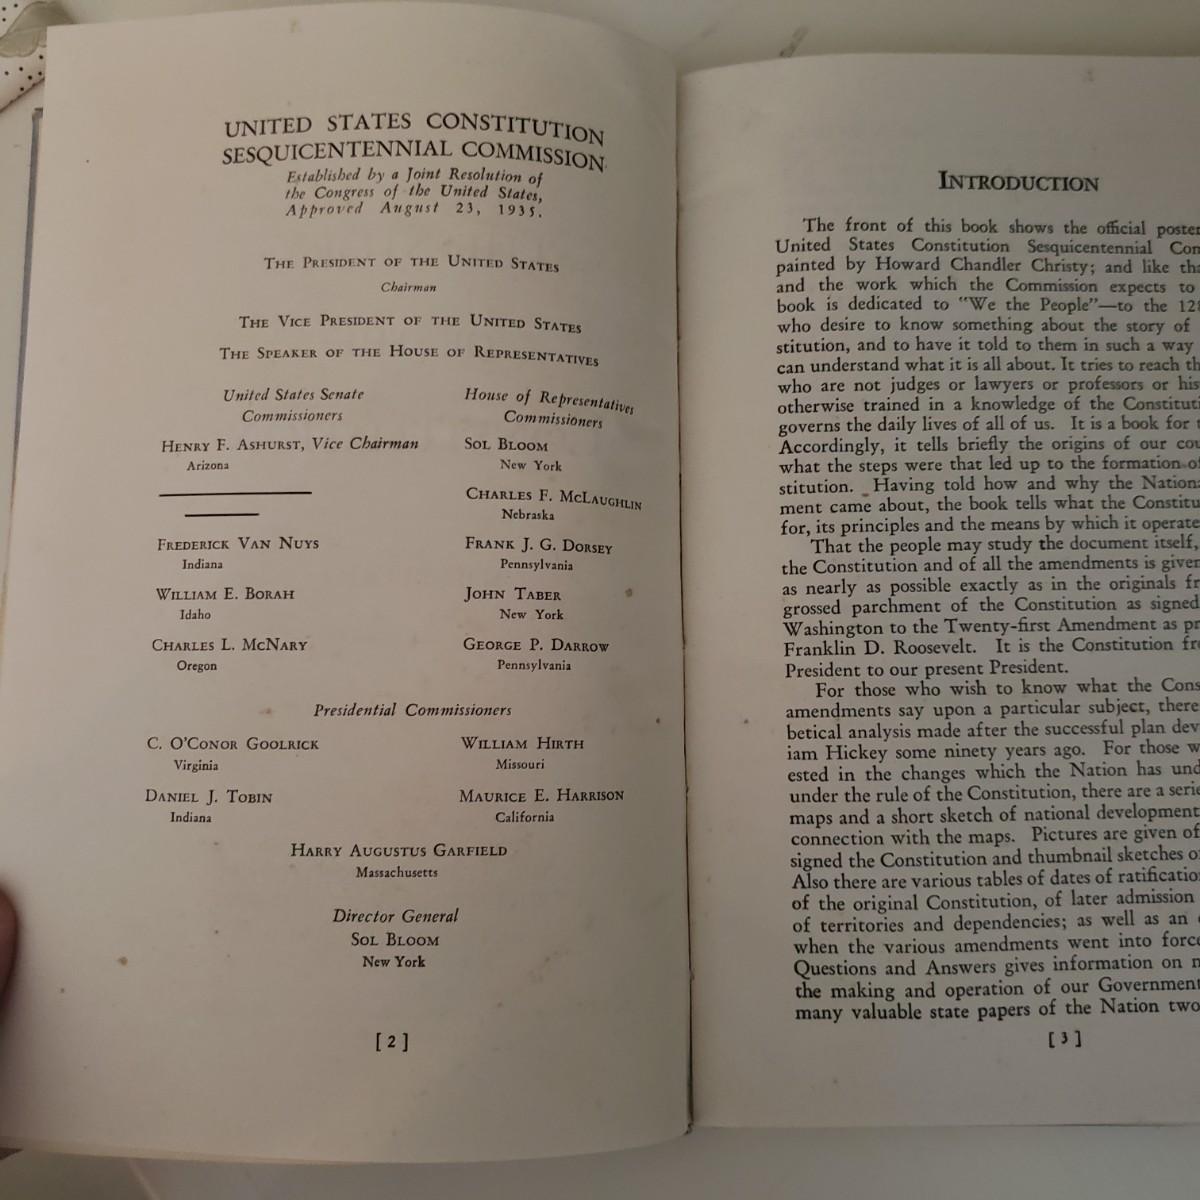 UNITED STATES CONSTITUTION
SESQUICENTENNIAL COMMISSION
Established by a Joint Resolution of
the Congress of the United States,
Approved August 23, 1935.
THE PRESIDENT OF THE UNITED STATES
Chairman
THE VICE PRESIDENT OF THE UNITED STATES
THE SPEAKER OF THE HOUSE OF REPRESENTATIVES
United States Senate
Commissioners
HENRY F. ASHURST, Vice Chairman
Arizona
FREDERICK VAN NUYS
Indiana
WILLIAM E. BORAH
Idaho
CHARLES L. MCNARY
Oregon
House of Representatives
Commissioners
SOL BLOOM
New York
CHARLES F. MCLAUGHLIN
Nebraska
FRANK J. G. DORSEY
Pennsylvania
JOHN TABER
New York
GEORGE P. DARROW
Pennsylvania
Presidential Commissioners
C. O'CONOR GOOLRICK
Virginia
WILLIAM HIRTH
Missouri
DANIEL J. TOBIN
Indiana
MAURICE E. HARRISON
California
HARRY AUGUSTUS GARFIELD
Massachusetts
Director General
SOL BLOOM
New York
[ 2 ]
INTRODUCTION
The front of this book shows the official poster
United States Constitution Sesquicentennial Com
painted by Howard Chandler Christy; and like tha
and the work which the Commission expects to
book is dedicated to "We the People"—to the 128
who desire to know something about the story of
stitution, and to have it told to them in such a way
can understand what it is all about. It tries to reach th
who are not judges or lawyers or professors or his
otherwise trained in a knowledge of the Constituti
governs the daily lives of all of us. It is a book for t
Accordingly, it tells briefly the origins of our cou
what the steps were that led up to the formation of
stitution. Having told how and why the Nationa
ment came about, the book tells what the Constitu
for, its principles and the means by which it operate
That the people may study the document itself,
the Constitution and of all the amendments is given
as nearly as possible exactly as in the originals fr
grossed parchment of the Constitution as signed
Washington to the Twenty-first Amendment as pr
Franklin D. Roosevelt. It is the Constitution fro
President to our present President.
For those who wish to know what the Cons
amendments say upon a particular subject, there
betical analysis made after the successful plan dev
iam Hickey some ninety years ago. For those w
ested in the changes which the Nation has und
under the rule of the Constitution, there are a serie
maps and a short sketch of national development
connection with the maps. Pictures are given of
signed the Constitution and thumbnail sketches o
Also there are various tables of dates of ratificatio
of the original Constitution, of later admission
of territories and dependencies; as well as an
when the various amendments went into force
Questions and Answers gives information on
the making and operation of our Government
many valuable state papers of the Nation two
[ 3 ]